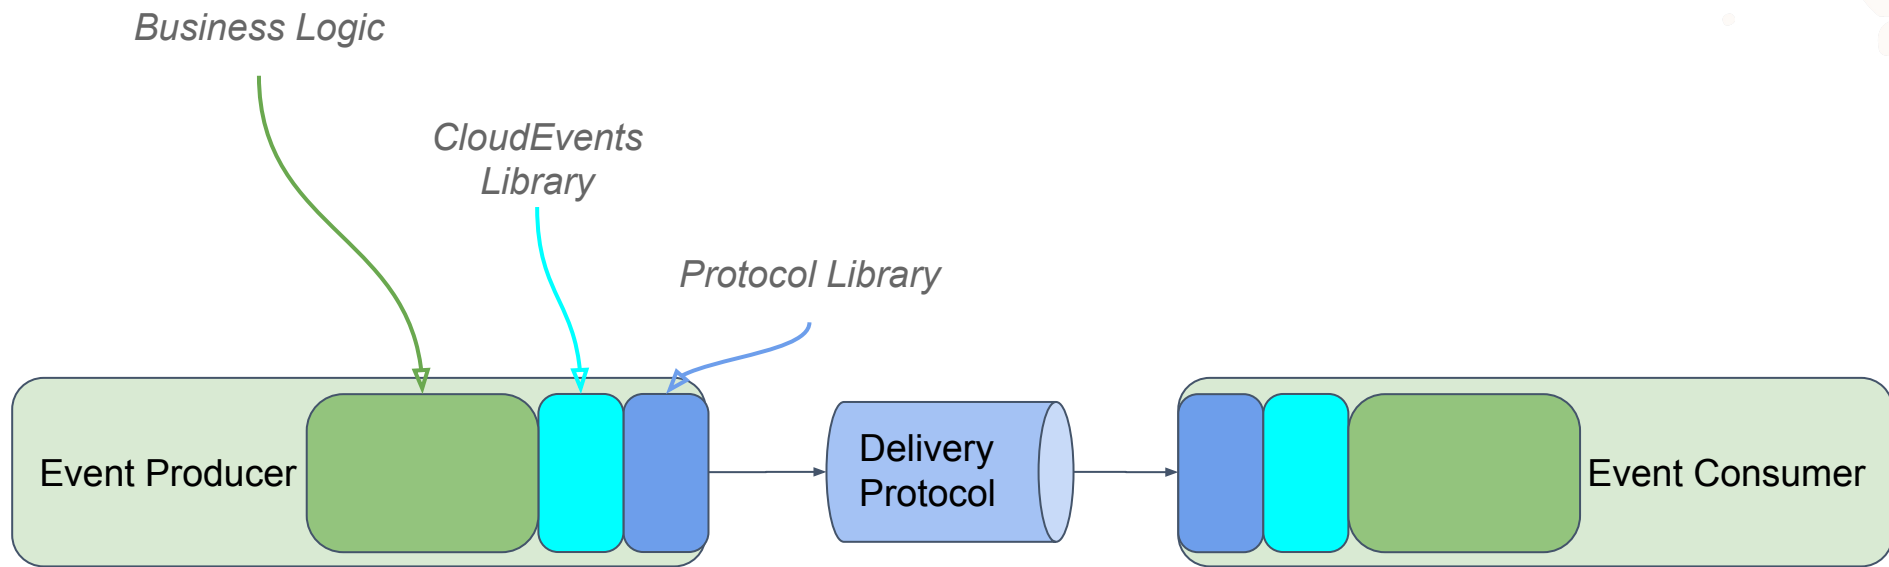 Business Logic
CloudEvents
Library
Protocol Library
Event Producer
Delivery
Protocol
Event Consumer